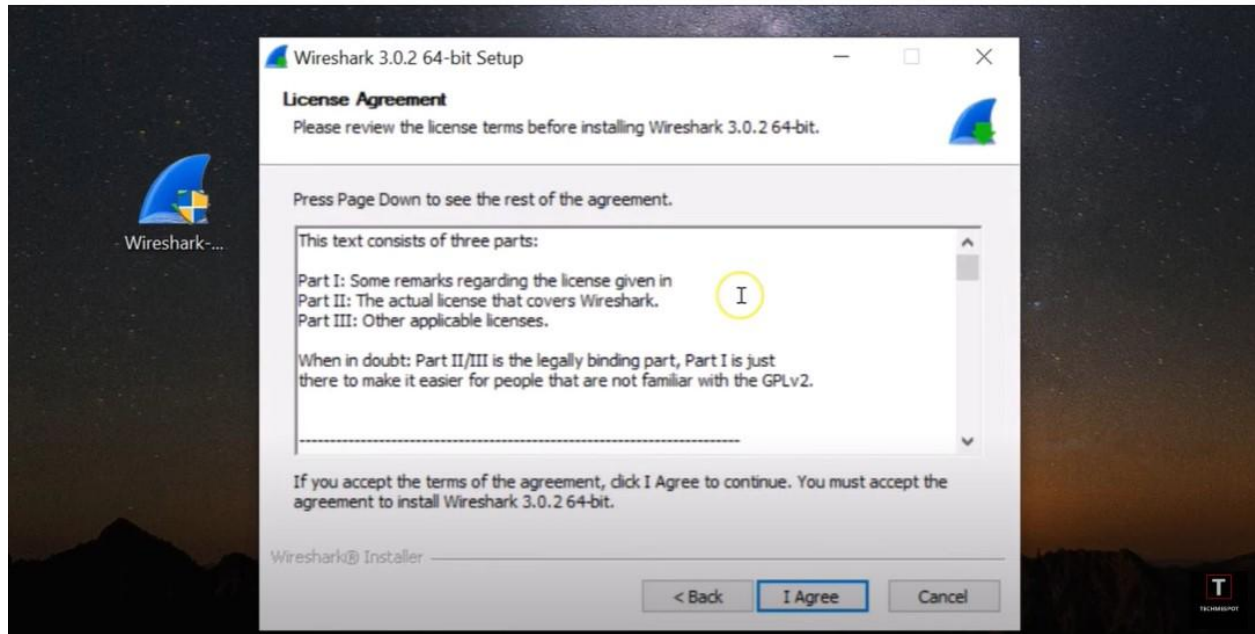 Wireshark 3.0.2 64-bit Setup
License Agreement
Please review the license terms before installing Wireshark 3.0.2 64-bit.
Wireshark-...
Press Page Down to see the rest of the agreement.
This text consists of three parts:
Part I: Some remarks regarding the license given in
Part II: The actual license that covers Wireshark.
Part III: Other applicable licenses.
When in doubt: Part II/III is the legally binding part, Part I is just
there to make it easier for people that are not familiar with the GPLv2.
-------------------------------------------------------------------------
If you accept the terms of the agreement, click I Agree to continue. You must accept the
agreement to install Wireshark 3.0.2 64-bit.
Wireshark® Installer
< Back
I Agree
Cancel
T